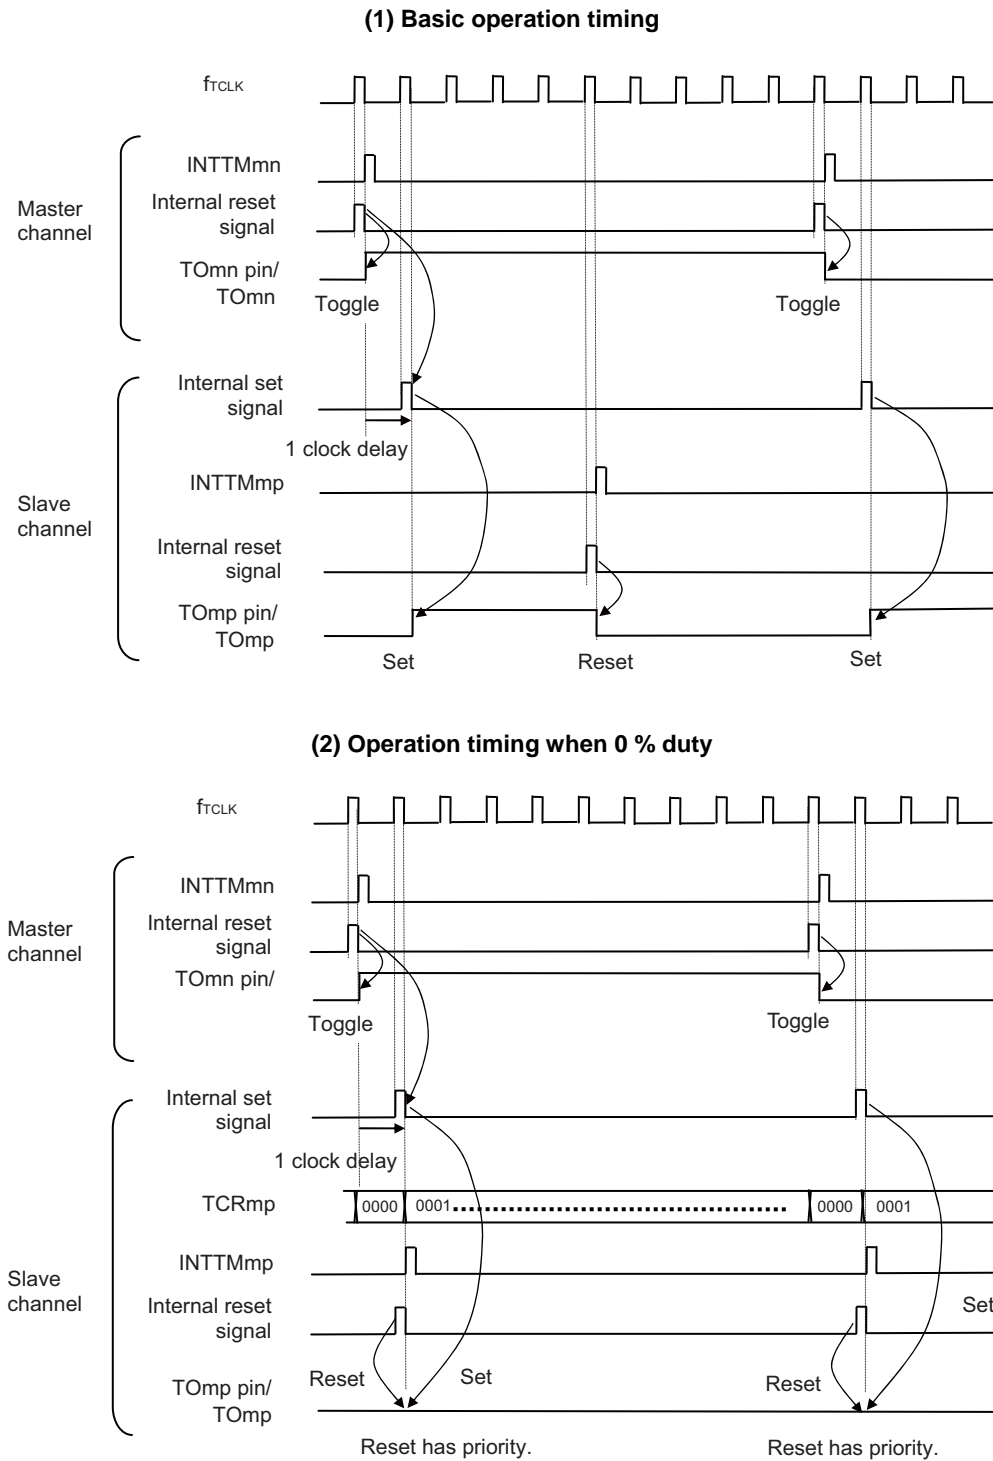 (1) Basic operation timing
fTCLK
INTTMmn
Internal reset
signal
Master
channel
TOmn pin/
TOmn
Toggle
Toggle
Internal set
signal
1 clock delay
INTTMmp
Slave
channel
Internal reset
signal
TOmp pin/
TOmp
Set
Reset
Set
(2) Operation timing when 0 % duty
fTCLK
INTTMmn
Internal reset
signal
Master
channel
TOmn pin/
Toggle
Toggle
Internal set
signal
1 clock delay
TCRmp
0000
0001
0000
0001
INTTMmp
Slave
channel
Internal reset
signal
Set
Reset
Set
Reset
TOmp pin/
TOmp
Reset has priority.
Reset has priority.